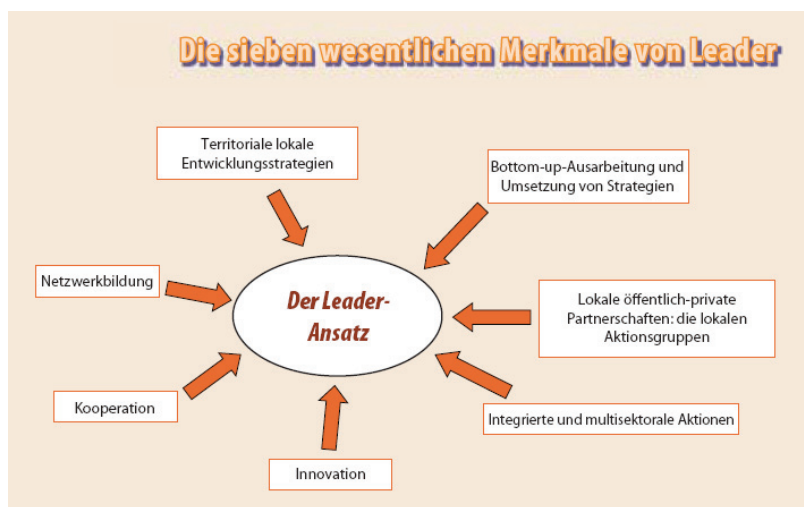 Die sieben wesentlichen Merkmale von Leader
Territoriale lokale
Entwicklungsstrategien
Bottom-up-Ausarbeitung und
Umsetzung von Strategien
Netzwerkbildung
Der Leader-
Ansatz
Lokale öffentlich-private
Partnerschaften: die lokalen
Aktionsgruppen
Kooperation
Integrierte und multisektorale Aktionen
Innovation